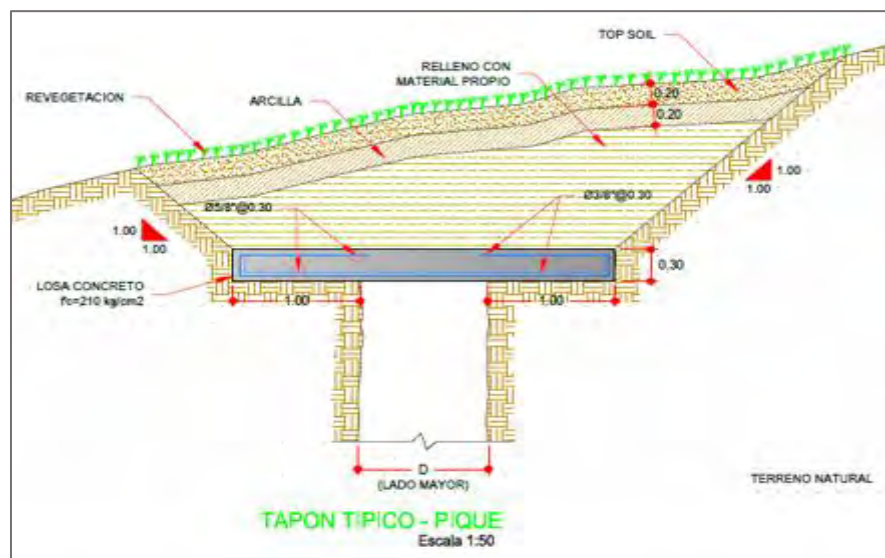 TOP SOIL
RELLENO CON
MATERIAL PROPIO
REVEGETACION
ARCILLA
0.20
0.20
1.00
1.00
Ø5/8"@0.30
Ø3/8"@0.30
1.00
1.00
LOSA CONCRETO
f'c=210 kg/cm2
0.30
1.00
1.00
D
(LADO MAYOR)
TERRENO NATURAL
TAPON TIPICO - PIQUE
Escala 1:50